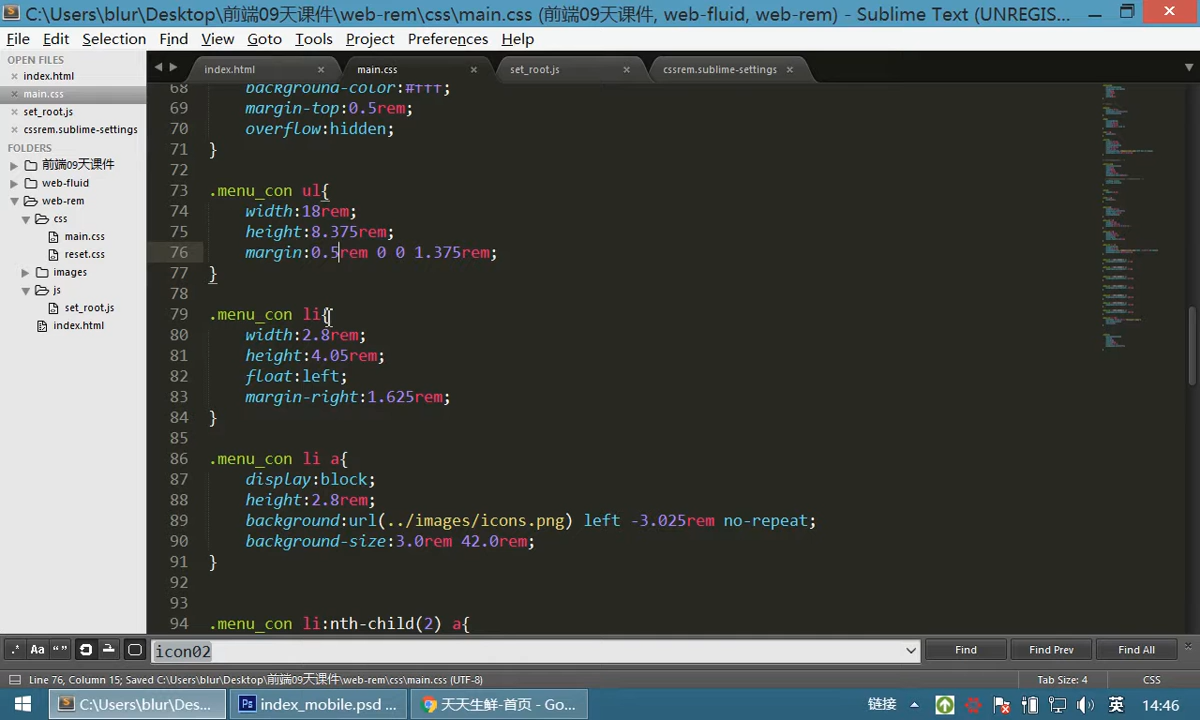 C:\Users\blur\Desktop\前端09天课件\web-rem\css\main.css (前端09天课件, web-fluid, web-rem) - Sublime Text (UNREGIS...
File Edit Selection Find View Goto Tools Project Preferences Help
OPEN FILES
index.html
main.css
set_root.js
cssrem.sublime-settings
FOLDERS
前端09天课件
web-fluid
web-rem
css
main.css
reset.css
images
js
set_root.js
index.html
index.html main.css set_root.js cssrem.sublime-settings
68 background-color:#fff;
69 margin-top:0.5rem;
70 overflow:hidden;
71 }
72
73 .menu_con ul{
74 width:18rem;
75 height:8.375rem;
76 margin:0.5rem 0 0 1.375rem;
77 }
78
79 .menu_con li{
80 width:2.8rem;
81 height:4.05rem;
82 float:left;
83 margin-right:1.625rem;
84 }
85
86 .menu_con li a{
87 display:block;
88 height:2.8rem;
89 background:url(../images/icons.png) left -3.025rem no-repeat;
90 background-size:3.0rem 42.0rem;
91 }
92
93
94 .menu_con li:nth-child(2) a{
.* Aa “ ” icon02 Find Find Prev Find All
Line 76, Column 15; Saved C:\Users\blur\Desktop\前端09天课件\web-rem\css\main.css (UTF-8) Tab Size: 4 CSS
C:\Users\blur\Des... index_mobile.psd ... 天天生鲜-首页 - Go... 链接 英 14:46